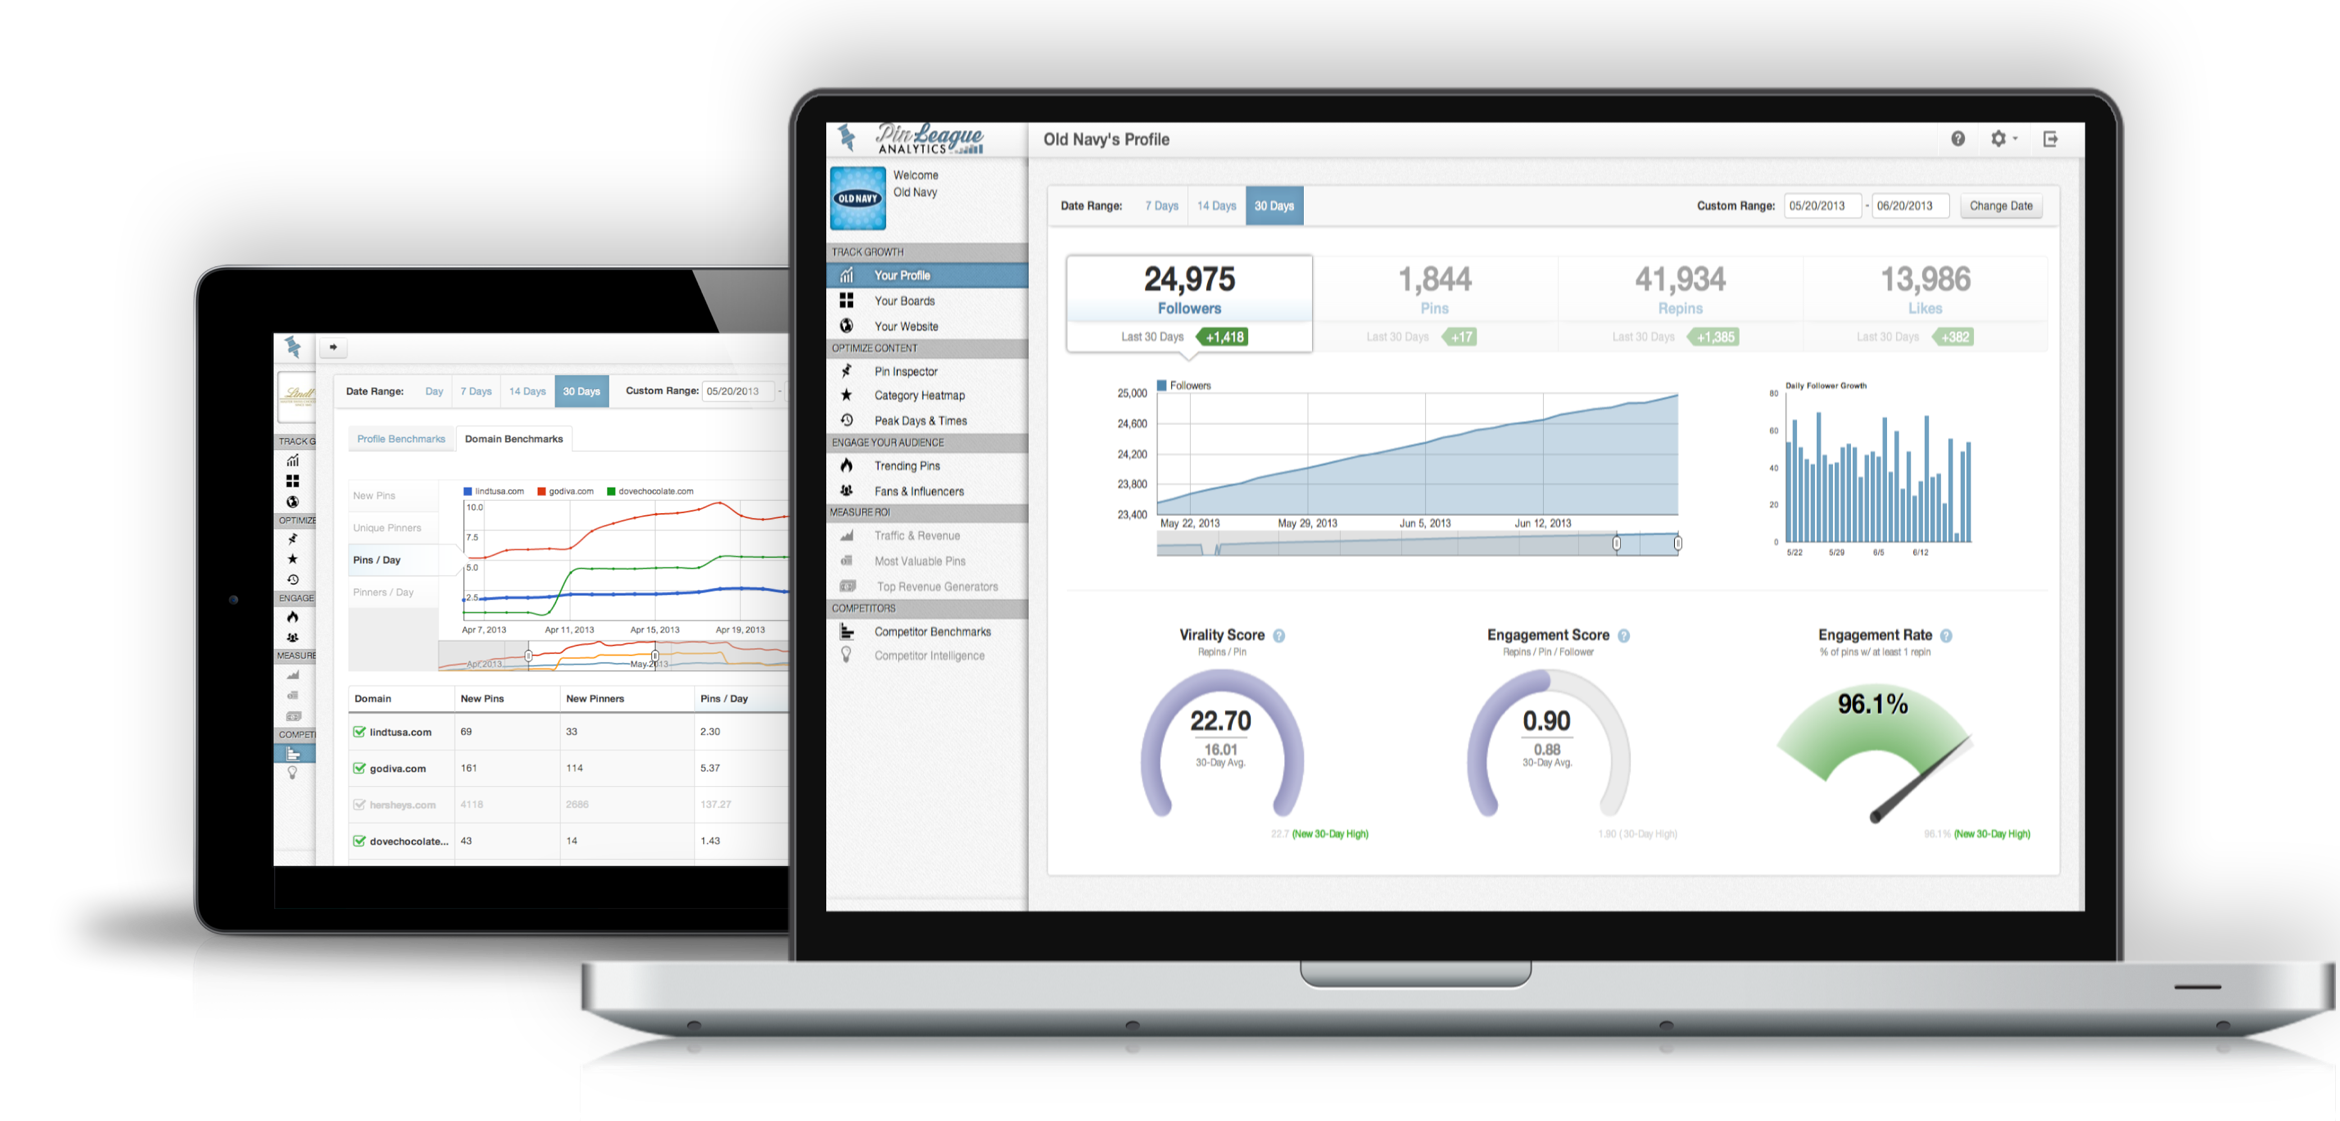 Pin League
ANALYTICS
Welcome
Old Navy
OLD NAVY
TRACK GROWTH
Your Profile
Your Boards
Your Website
OPTIMIZE CONTENT
Pin Inspector
Category Heatmap
Peak Days & Times
ENGAGE YOUR AUDIENCE
Trending Pins
Fans & Influencers
MEASURE ROI
Traffic & Revenue
Most Valuable Pins
Top Revenue Generators
COMPETITORS
Competitor Benchmarks
Competitor Intelligence
Old Navy's Profile
Date Range: 7 Days 14 Days 30 Days Custom Range: 05/20/2013 - 06/20/2013 Change Date
24,975 1,844 41,934 13,986
Followers Pins Repins Likes
Last 30 Days +1,418 Last 30 Days +17 Last 30 Days +1,385 Last 30 Days +382
Followers
25,000
24,600
24,200
23,800
23,400
May 22, 2013 May 29, 2013 Jun 5, 2013 Jun 12, 2013
Daily Follower Growth
80
60
40
20
0
5/22 5/29 6/5 6/12
Virality Score ? Engagement Score ? Engagement Rate ?
Repins / Pin Repins / Pin / Follower % of pins w/ at least 1 repin
22.70 0.90 96.1%
16.01 0.88
30-Day Avg. 30-Day Avg.
22.7 (New 30-Day High) 1.90 (30-Day High) 96.1% (New 30-Day High)
Lindt
TRACK G
OPTIMIZE
ENGAGE
MEASURE
COMPETI
Date Range: Day 7 Days 14 Days 30 Days Custom Range: 05/20/2013 -
Profile Benchmarks Domain Benchmarks
New Pins
Unique Pinners
Pins / Day
Pinners / Day
lindtusa.com godiva.com dovechocolate.com
10.0
7.5
5.0
2.5
Apr 7, 2013 Apr 11, 2013 Apr 15, 2013 Apr 19, 2013
Apr 2013 May 2013
Domain New Pins New Pinners Pins / Day
lindtusa.com 69 33 2.30
godiva.com 161 114 5.37
hersheys.com 4118 2686 137.27
dovechocolate... 43 14 1.43